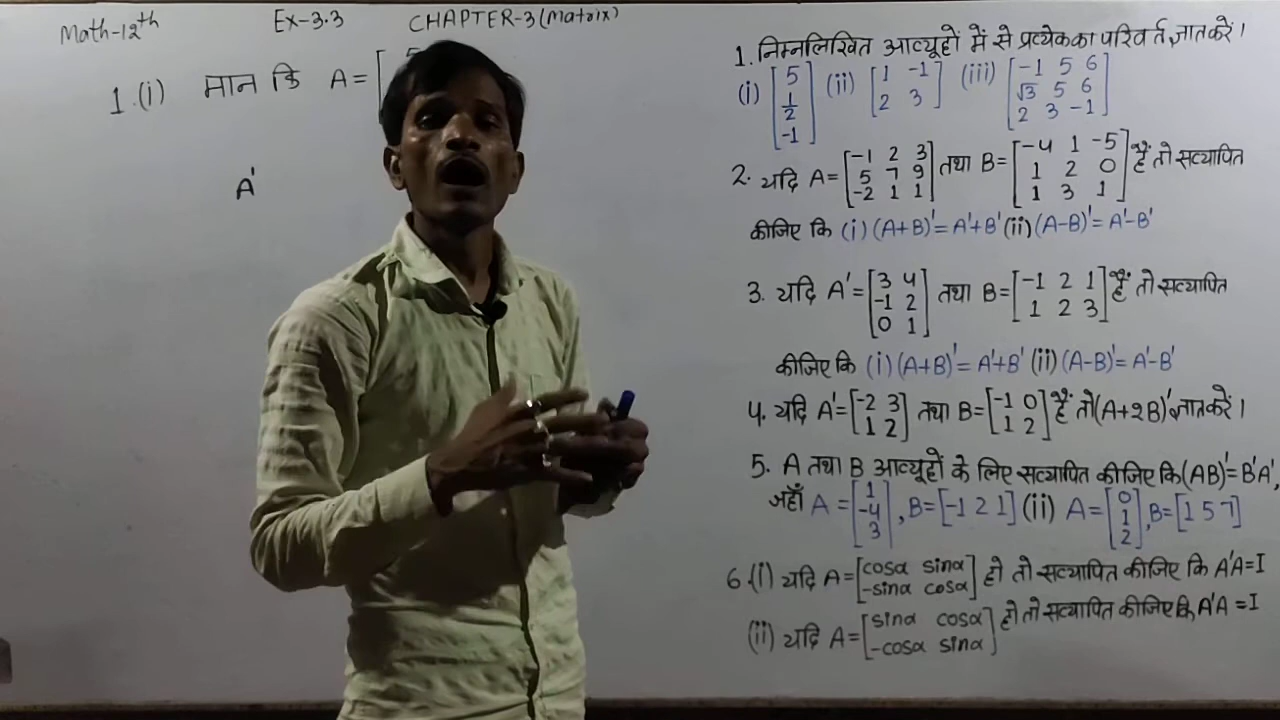 Math-12th Ex-3.3 CHAPTER-3(Matrix)
1.(i) मान कि A = [
A'
1. निम्नलिखित आव्यूहों में से प्रत्येक का परिवर्त ज्ञात करें।
(i) [5 1/2 -1] (ii) [1 -1 2 3] (iii) [-1 5 6 √3 5 6 2 3 -1]
2. यदि A = [-1 2 3 5 7 9 -2 1 1] तथा B = [-4 1 -5 1 2 0 1 3 1] हैं तो सत्यापित
कीजिए कि (i) (A+B)' = A'+B' (ii) (A-B)' = A'-B'
3. यदि A' = [3 4 -1 2 0 1] तथा B = [-1 2 1 1 2 3] हैं तो सत्यापित
कीजिए कि (i) (A+B)' = A'+B' (ii) (A-B)' = A'-B'
4. यदि A' = [-2 3 1 2] तथा B = [-1 0 1 2] हैं तो (A+2B)' ज्ञात करें।
5. A तथा B आव्यूहों के लिए सत्यापित कीजिए कि (AB)' = B'A',
जहाँ A = [1 -4 3], B = [-1 2 1] (ii) A = [0 1 2], B = [1 5 7]
6.(i) यदि A = [cosα sinα -sinα cosα] हो तो सत्यापित कीजिए कि A'A = I
(ii) यदि A = [sinα cosα -cosα sinα] हो तो सत्यापित कीजिए कि A'A = I